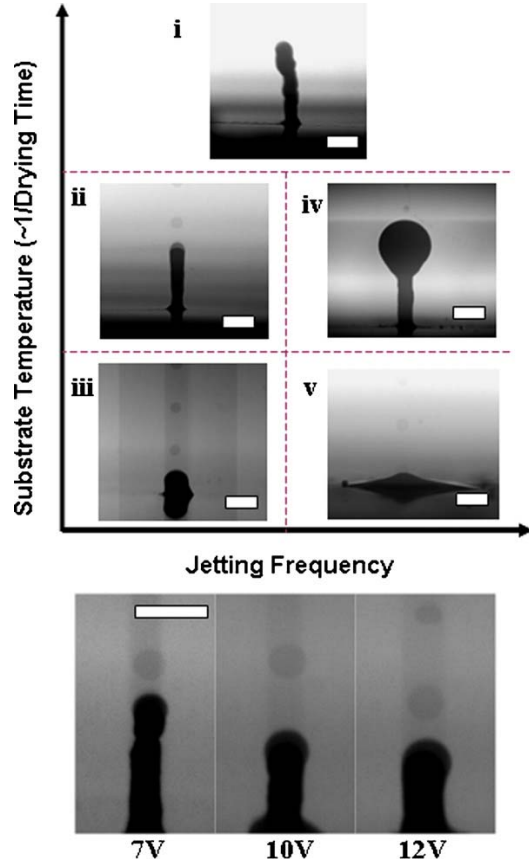 Substrate Temperature (~1/Drying Time)
i
ii
iv
iii
v
Jetting Frequency
7V
10V
12V